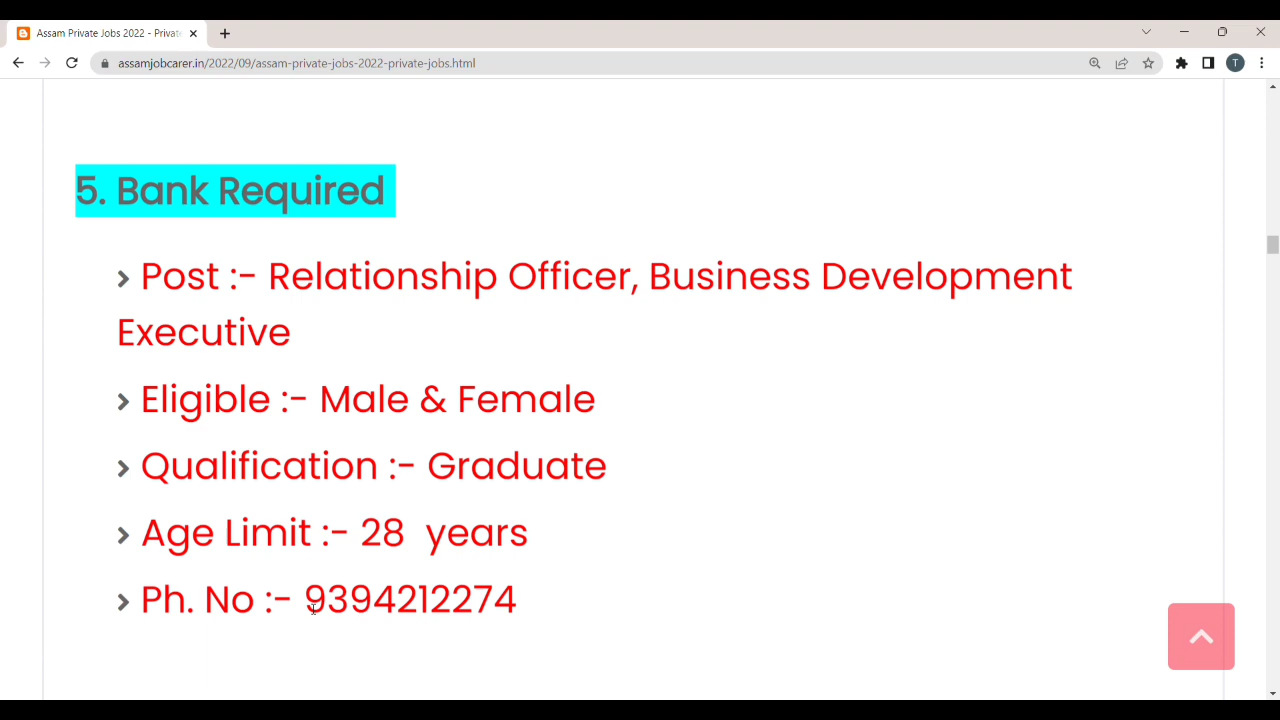 Assam Private Jobs 2022 - Privat
assamjobcarer.in/2022/09/assam-private-jobs-2022-private-jobs.html
T
5. Bank Required
Post :- Relationship Officer, Business Development
Executive
Eligible :- Male & Female
Qualification :- Graduate
Age Limit :- 28 years
Ph. No :- 9394212274